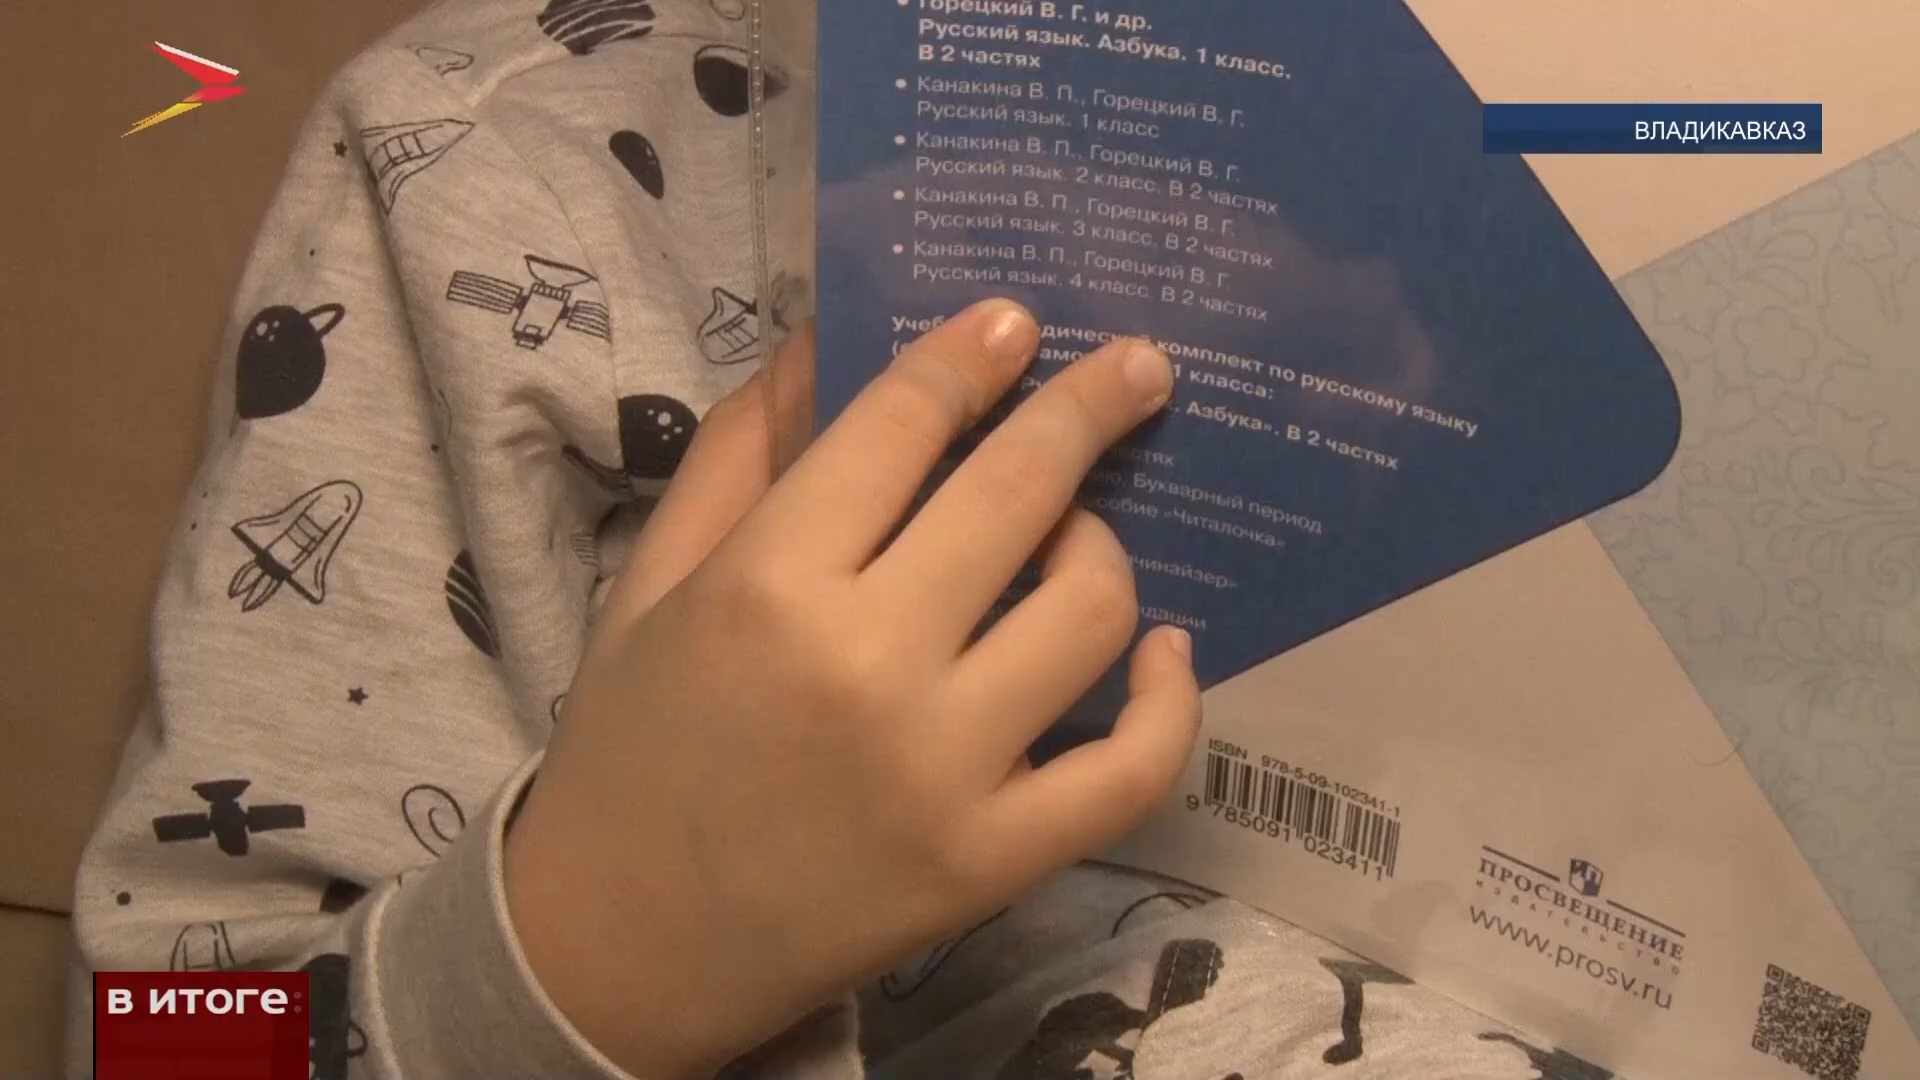 Горецкий В. Г. и др.
Русский язык. Азбука. 1 класс.
В 2 частях
• Канакина В. П., Горецкий В. Г.
Русский язык. 1 класс
• Канакина В. П., Горецкий В. Г.
Русский язык. 2 класс. В 2 частях
• Канакина В. П., Горецкий В. Г.
Русский язык. 3 класс. В 2 частях
• Канакина В. П., Горецкий В. Г.
Русский язык. 4 класс. В 2 частях
комплект по русскому языку
1 класса:
Азбука». В 2 частях
Букварный период
«Читалочка»
ВЛАДИКАВКАЗ
ISBN 978-5-09-102341-1
9 785091 023411
ПРОСВЕЩЕНИЕ
ИЗДАТЕЛЬСТВО
www.prosv.ru
в итоге: